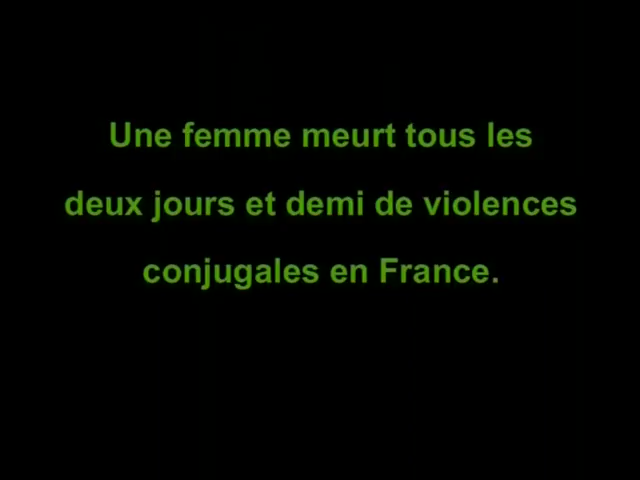 Une femme meurt tous les
deux jours et demi de violences
conjugales en France.